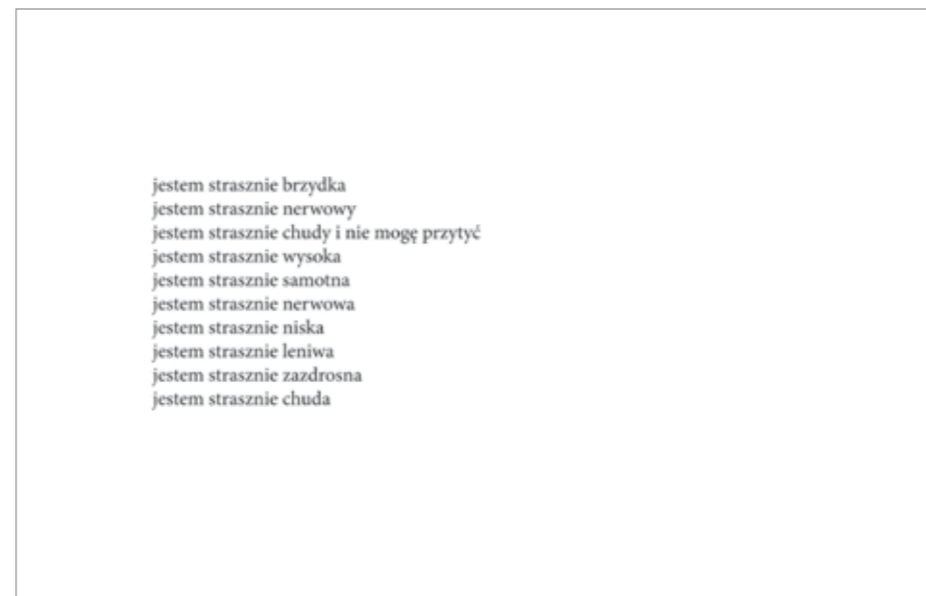 jestem strasznie brzydka
jestem strasznie nerwowy
jestem strasznie chudy i nie mogę przytyć
jestem strasznie wysoka
jestem strasznie samotna
jestem strasznie nerwowa
jestem strasznie niska
jestem strasznie leniwa
jestem strasznie zazdrosna
jestem strasznie chuda